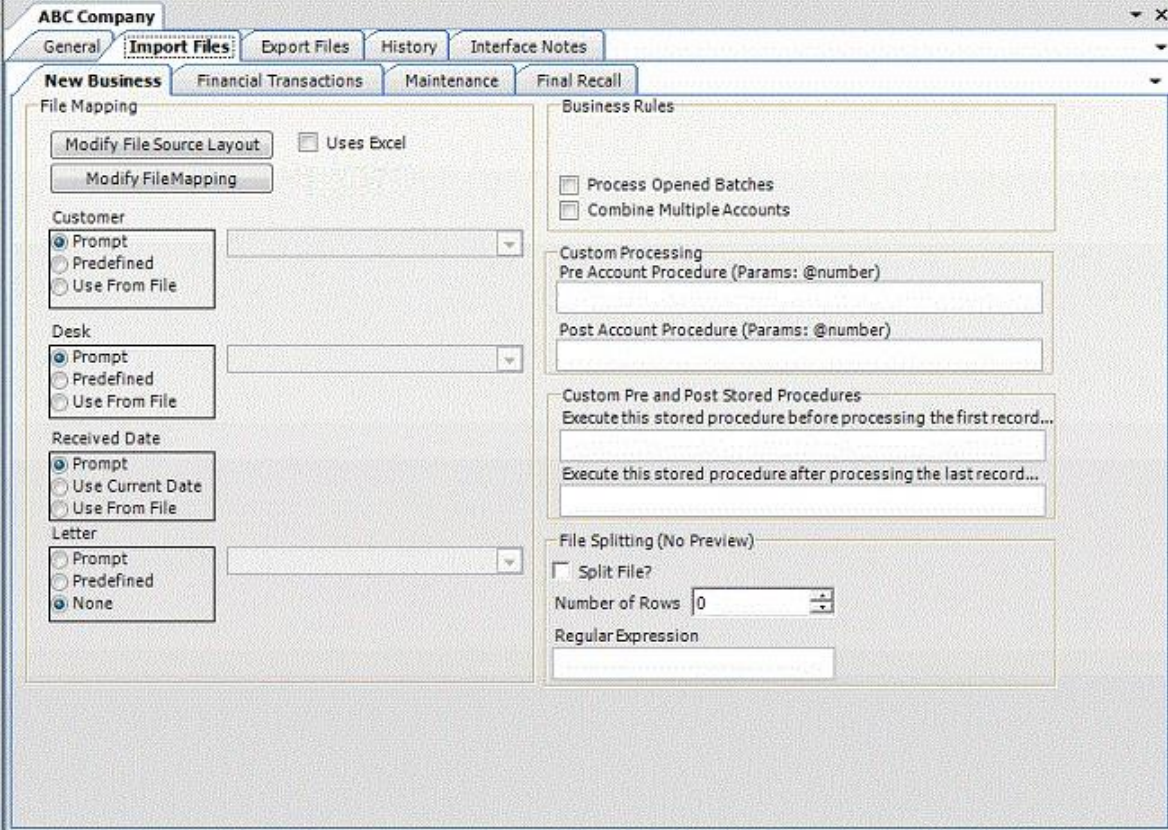 ABC Company
General Import Files Export Files History Interface Notes
New Business Financial Transactions Maintenance Final Recall
File Mapping
Modify File Source Layout Uses Excel
Modify FileMapping
Customer
Prompt
Predefined
Use From File
Desk
Prompt
Predefined
Use From File
Received Date
Prompt
Use Current Date
Use From File
Letter
Prompt
Predefined
None
Business Rules
Process Opened Batches
Combine Multiple Accounts
Custom Processing
Pre Account Procedure (Params: @number)
Post Account Procedure (Params: @number)
Custom Pre and Post Stored Procedures
Execute this stored procedure before processing the first record...
Execute this stored procedure after processing the last record...
File Splitting (No Preview)
Split File?
Number of Rows 0
Regular Expression